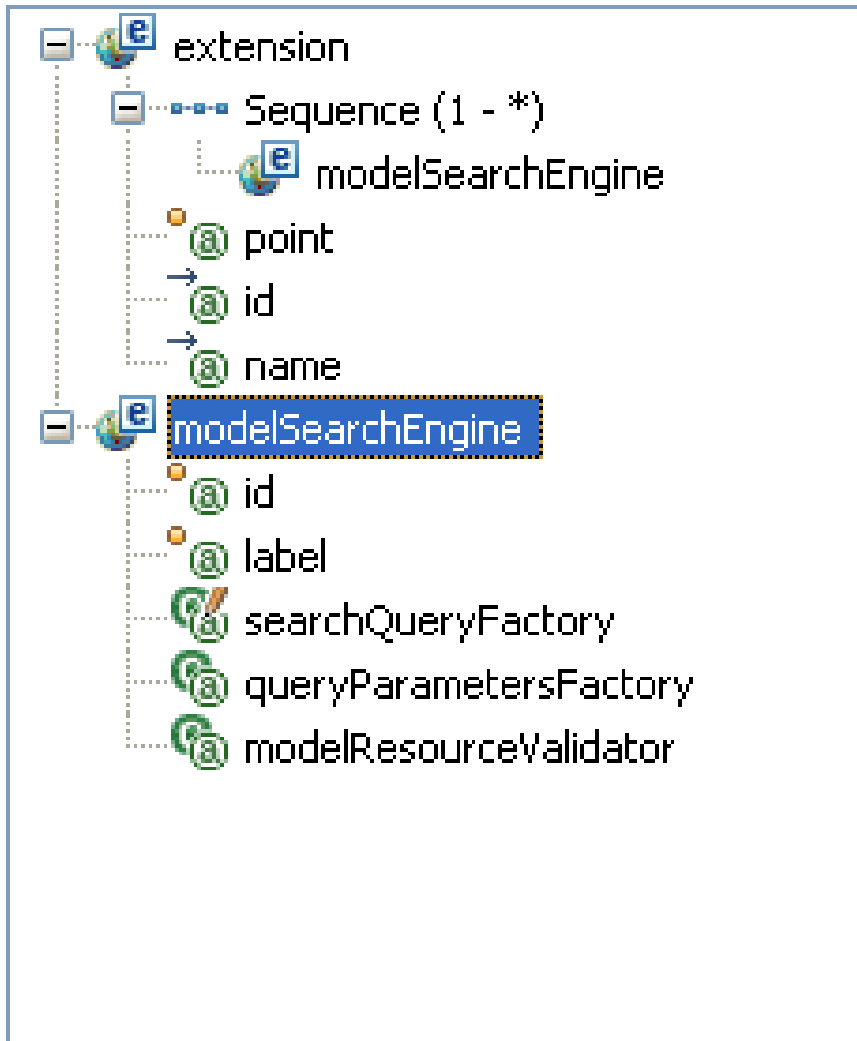 extension
Sequence (1 - *)
modelSearchEngine
point
id
name
modelSearchEngine
id
label
searchQueryFactory
queryParametersFactory
modelResourceValidator